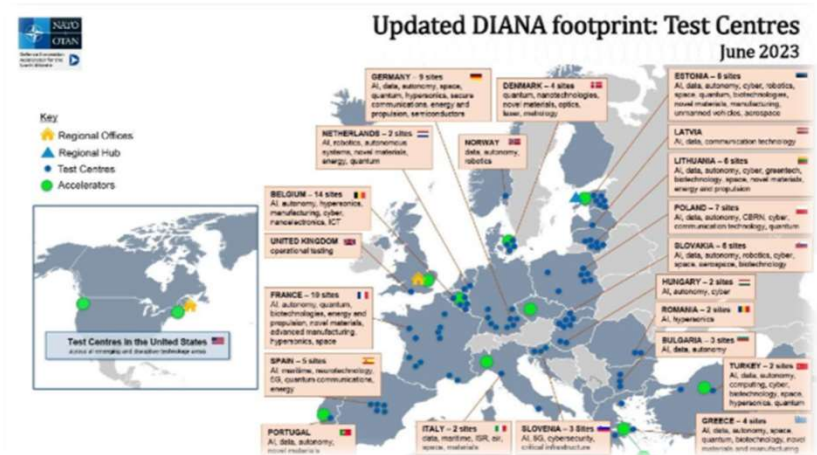 NATO
OTAN
Updated DIANA footprint: Test Centres
June 2023
Key
Regional Offices
Regional Hub
Test Centres
Accelerators
GERMANY – 9 sites
AI, data, autonomy, space,
quantum, hypersonics, secure
communications, energy and
propulsion, semiconductors
DENMARK – 4 sites
quantum, nanotechnologies,
novel materials, optics,
laser, metrology
ESTONIA – 8 sites
AI, data, autonomy, cyber, robotics,
space, quantum, biotechnologies,
novel materials, manufacturing,
unmanned vehicles, aerospace
NETHERLANDS – 2 sites
AI, robotics, autonomous
systems, novel materials,
energy, quantum
NORWAY
data, autonomy,
robotics
LATVIA
AI, data, communication technology
LITHUANIA – 6 sites
AI, data, autonomy, cyber, greentech,
biotechnology, space, novel materials,
energy and propulsion
BELGIUM – 14 sites
AI, autonomy, hypersonics,
manufacturing, cyber,
nanoelectronics, ICT
POLAND – 7 sites
AI, data, autonomy, CBRN, cyber,
communication technology, quantum
UNITED KINGDOM
operational testing
SLOVAKIA – 6 sites
AI, data, autonomy, robotics, cyber,
space, aerospace, biotechnology
HUNGARY – 2 sites
AI, autonomy, cyber
FRANCE – 10 sites
AI, autonomy, quantum,
biotechnologies, energy and
propulsion, novel materials,
advanced manufacturing,
hypersonics, space
ROMANIA – 2 sites
AI, hypersonics
BULGARIA – 3 sites
AI, data, autonomy
Test Centres in the United States
across all emerging and disruptive technology areas
SPAIN – 5 sites
AI, maritime, neurotechnology,
5G, quantum communications,
energy
TURKEY – 2 sites
AI, data, autonomy,
computing, cyber,
biotechnology, space,
hypersonics, quantum
PORTUGAL
AI, data, autonomy,
novel materials
ITALY – 2 sites
data, maritime, ISR, air,
space, materials
SLOVENIA – 3 Sites
AI, 5G, cybersecurity,
critical infrastructure
GREECE – 4 sites
AI, data, autonomy, space,
quantum, biotechnology, novel
materials, manufacturing